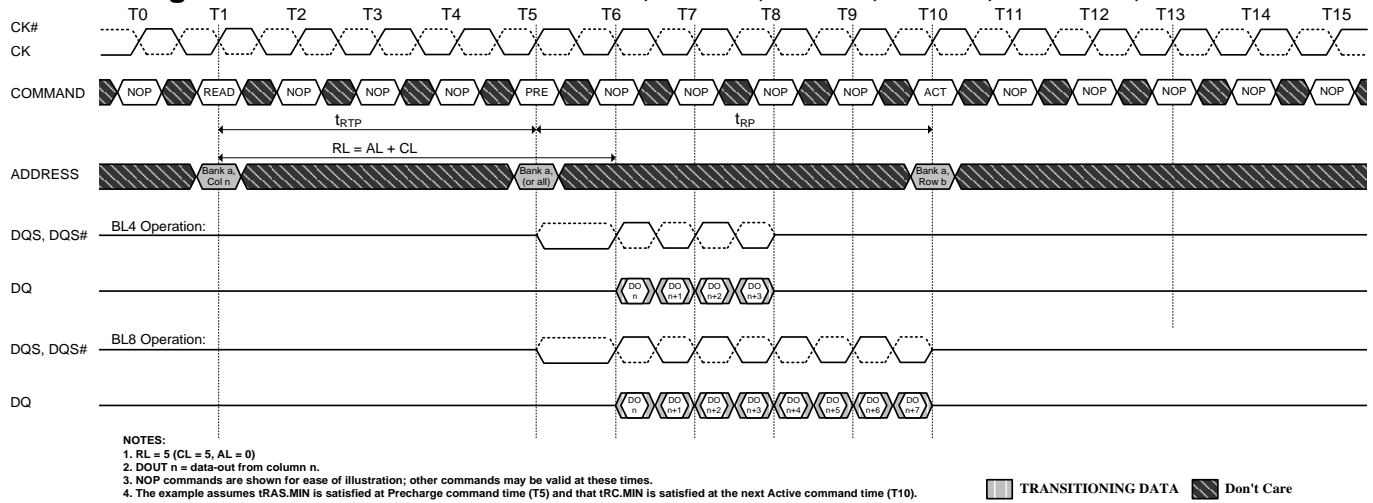 T0 T1 T2 T3 T4 T5 T6 T7 T8 T9 T10 T11 T12 T13 T14 T15
CK#
CK
COMMAND NOP READ NOP NOP NOP PRE NOP NOP NOP NOP ACT NOP NOP NOP NOP NOP
tRTP tRP
RL = AL + CL
ADDRESS Bank a, Col n Bank a, (or all) Bank a, Row b
BL4 Operation:
DQS, DQS#
DQ DO n DO n+1 DO n+2 DO n+3
BL8 Operation:
DQS, DQS#
DQ DO n DO n+1 DO n+2 DO n+3 DO n+4 DO n+5 DO n+6 DO n+7
NOTES:
1. RL = 5 (CL = 5, AL = 0)
2. DOUT n = data-out from column n.
3. NOP commands are shown for ease of illustration; other commands may be valid at these times.
4. The example assumes tRAS.MIN is satisfied at Precharge command time (T5) and that tRC.MIN is satisfied at the next Active command time (T10).
TRANSITIONING DATA Don't Care